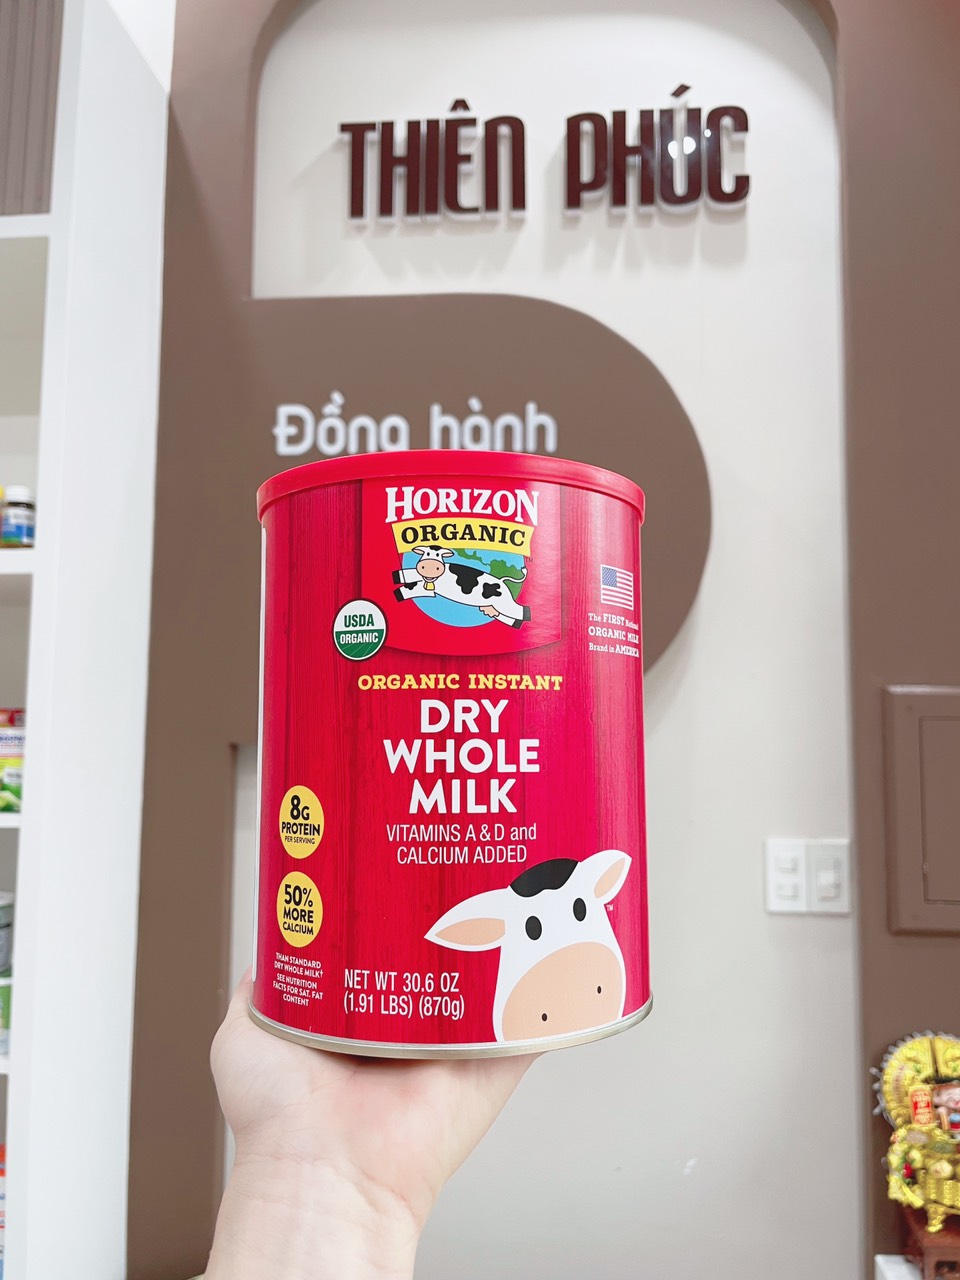 THIÊN PHÚC
Đồng hành
HORIZON
ORGANIC
USDA
ORGANIC
The FIRST National
ORGANIC MILK
Brand in AMERICA
ORGANIC INSTANT
DRY
WHOLE
MILK
VITAMINS A & D and
CALCIUM ADDED
8G
PROTEIN
PER SERVING
50%
MORE
CALCIUM
THAN STANDARD
DRY WHOLE MILK†
SEE NUTRITION
FACTS FOR SAT. FAT
CONTENT
NET WT 30.6 OZ
(1.91 LBS) (870g)
TM